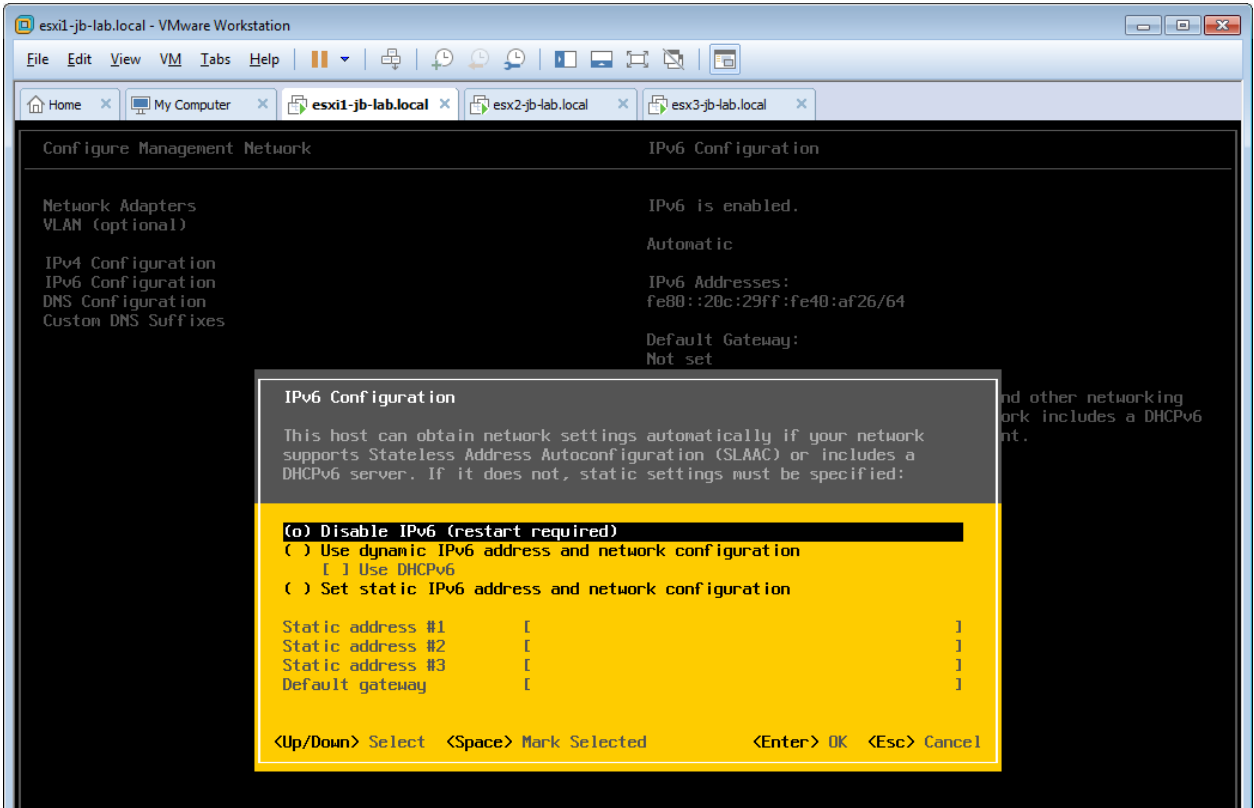 esxi1-jb-lab.local - VMware Workstation
File Edit View VM Tabs Help
Home My Computer esxi1-jb-lab.local esx2-jb-lab.local esx3-jb-lab.local
Configure Management Network
IPv6 Configuration
Network Adapters
VLAN (optional)
IPv4 Configuration
IPv6 Configuration
DNS Configuration
Custom DNS Suffixes
IPv6 is enabled.
Automatic
IPv6 Addresses:
fe80::20c:29ff:fe40:af26/64
Default Gateway:
Not set
nd other networking
ork includes a DHCPv6
nt.
IPv6 Configuration
This host can obtain network settings automatically if your network
supports Stateless Address Autoconfiguration (SLAAC) or includes a
DHCPv6 server. If it does not, static settings must be specified:
(o) Disable IPv6 (restart required)
( ) Use dynamic IPv6 address and network configuration
[ ] Use DHCPv6
( ) Set static IPv6 address and network configuration
Static address #1 [ ]
Static address #2 [ ]
Static address #3 [ ]
Default gateway [ ]
<Up/Down> Select <Space> Mark Selected <Enter> OK <Esc> Cancel